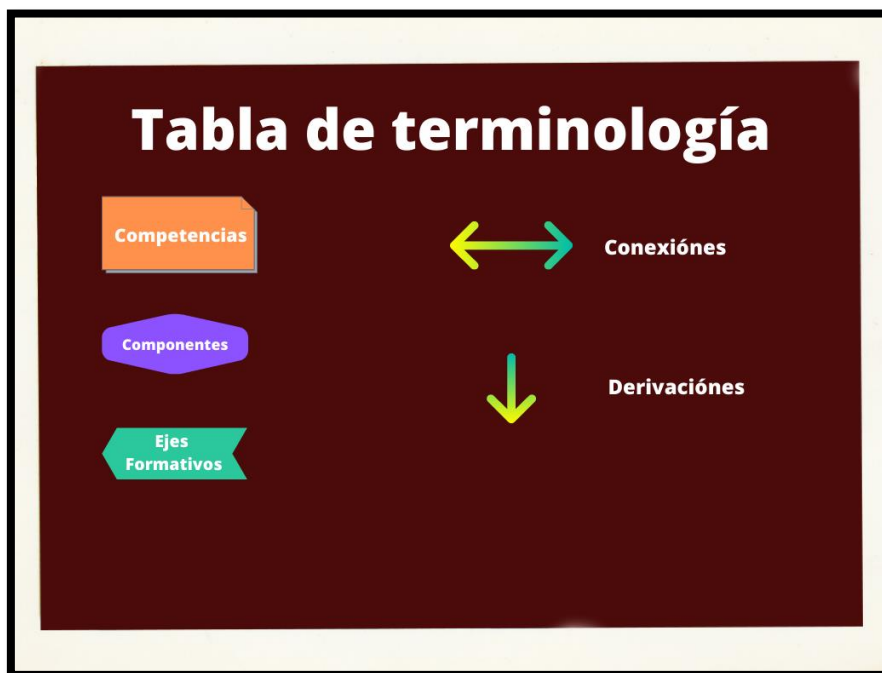 Tabla de terminología
Competencias
Conexiónes
Componentes
Derivaciónes
Ejes
Formativos